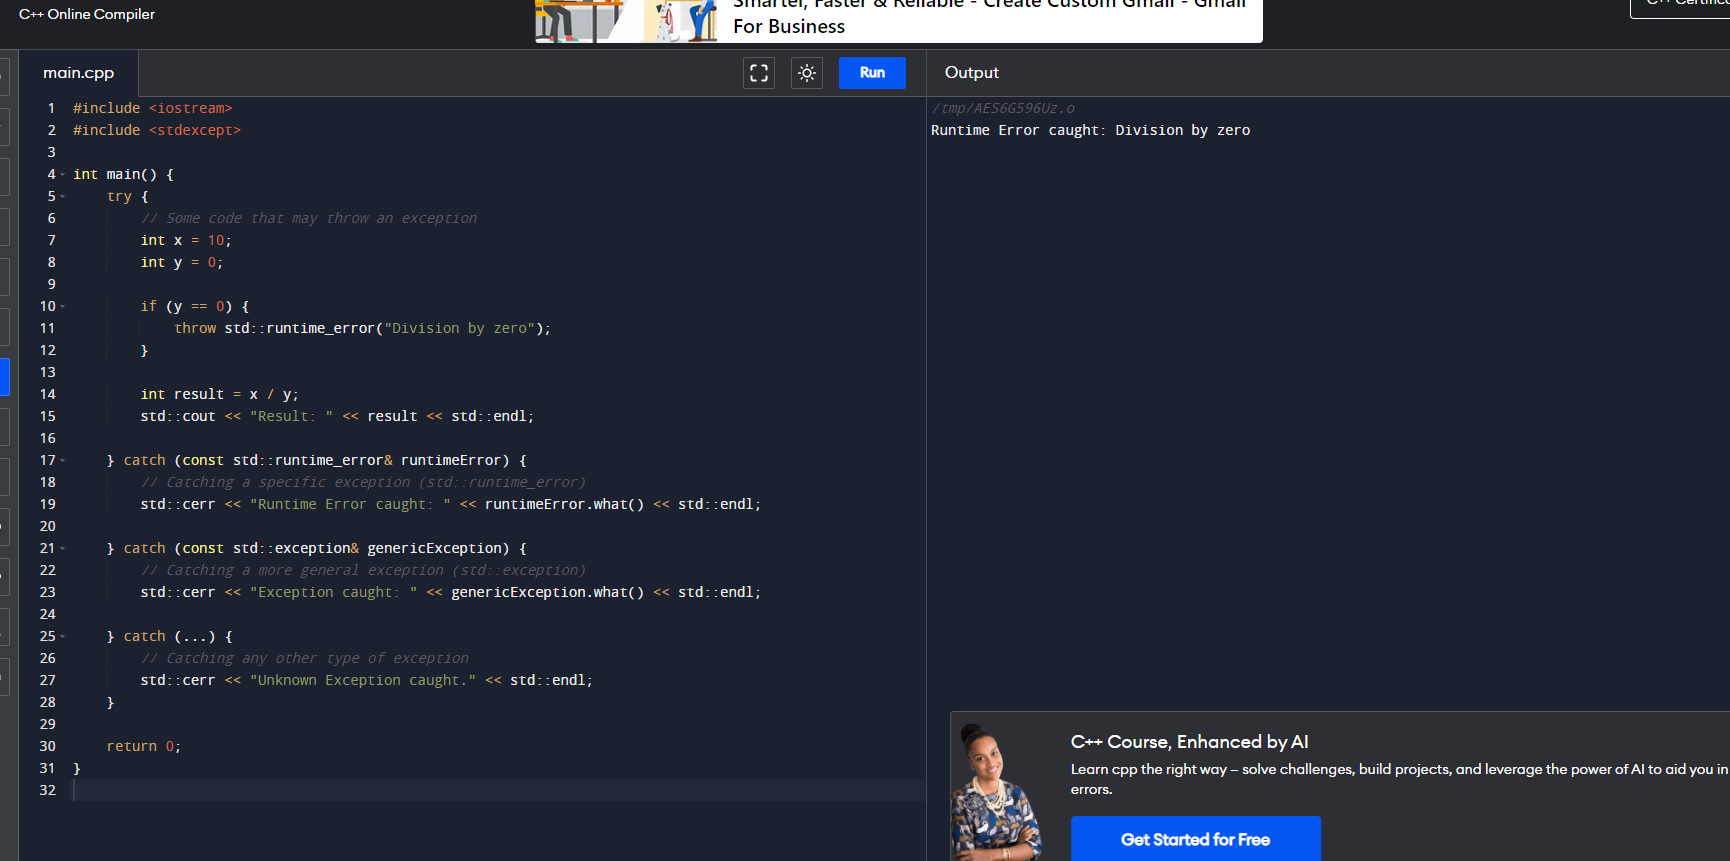 C++ Online Compiler
Smarter, Faster & Reliable - Create Custom Gmail - Gmail
For Business
main.cpp
Run
Output
1 #include <iostream>
2 #include <stdexcept>
3
4 int main() {
5 try {
6 // Some code that may throw an exception
7 int x = 10;
8 int y = 0;
9
10 if (y == 0) {
11 throw std::runtime_error("Division by zero");
12 }
13
14 int result = x / y;
15 std::cout << "Result: " << result << std::endl;
16
17 } catch (const std::runtime_error& runtimeError) {
18 // Catching a specific exception (std::runtime_error)
19 std::cerr << "Runtime Error caught: " << runtimeError.what() << std::endl;
20
21 } catch (const std::exception& genericException) {
22 // Catching a more general exception (std::exception)
23 std::cerr << "Exception caught: " << genericException.what() << std::endl;
24
25 } catch (...) {
26 // Catching any other type of exception
27 std::cerr << "Unknown Exception caught." << std::endl;
28 }
29
30 return 0;
31 }
32
/tmp/AES6G596Uz.o
Runtime Error caught: Division by zero
C++ Course, Enhanced by AI
Learn cpp the right way – solve challenges, build projects, and leverage the power of AI to aid you in
errors.
Get Started for Free